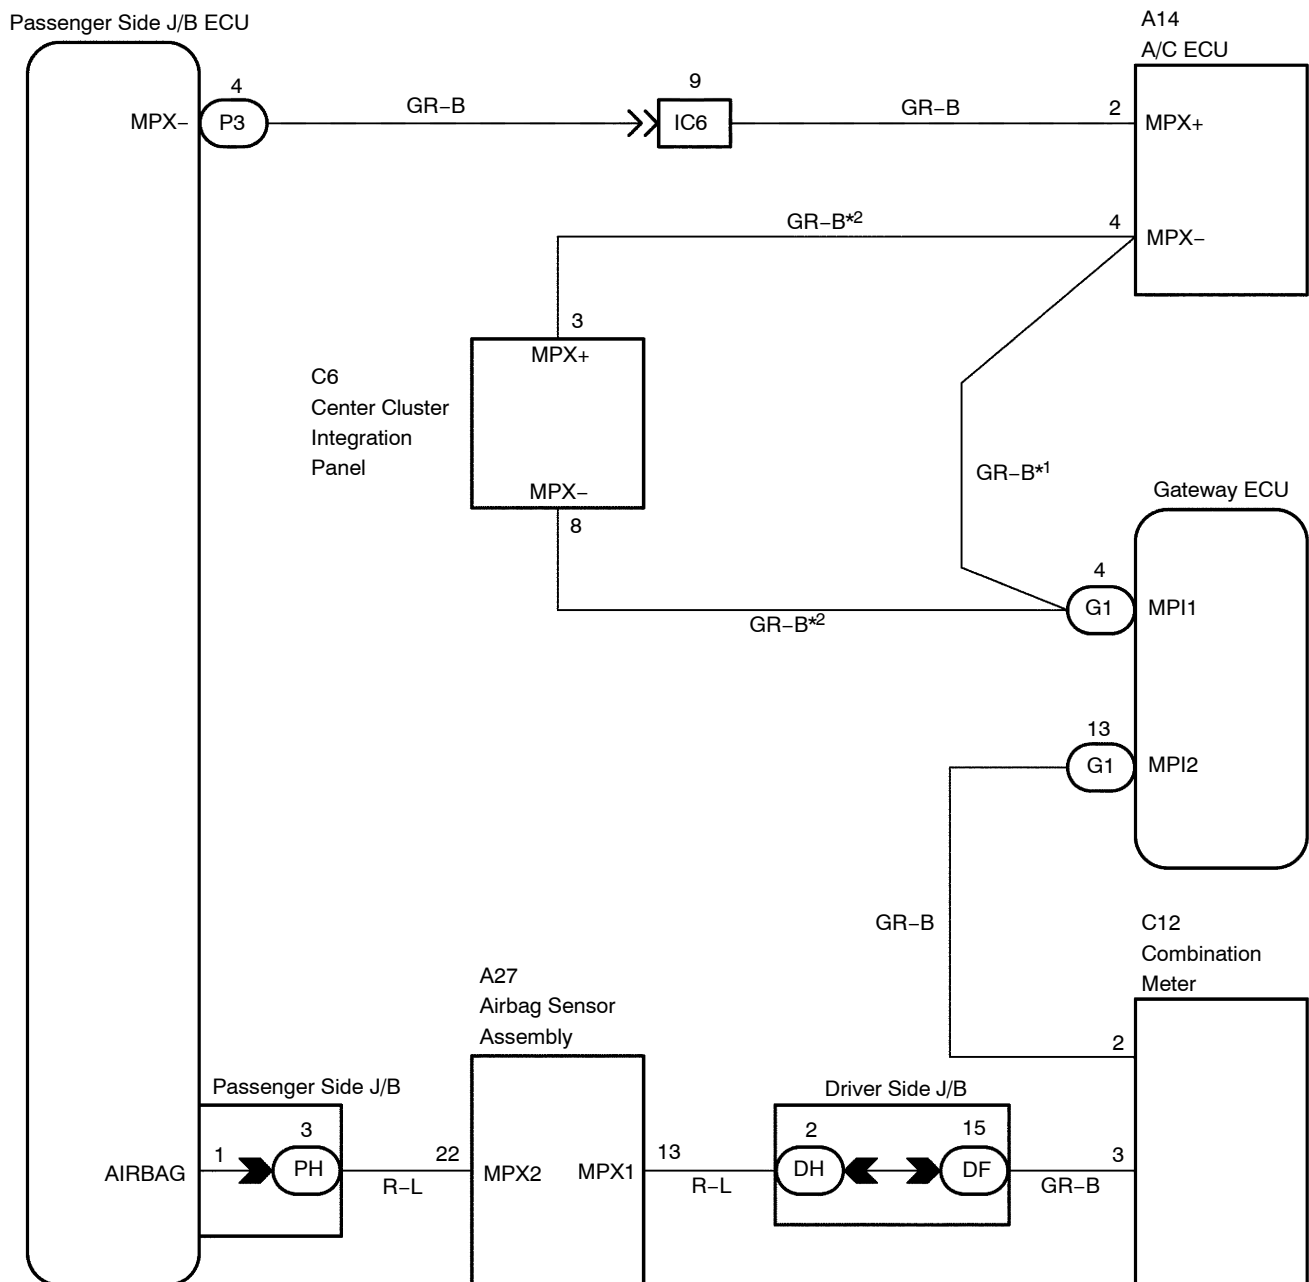 Passenger Side J/B ECU
A14
A/C ECU
4
MPX–
P3
GR–B
9
IC6
GR–B
2
MPX+
GR–B*2
4
MPX–
3
MPX+
C6
Center Cluster
Integration
Panel
MPX–
8
GR–B*1
Gateway ECU
4
G1
MPI1
GR–B*2
13
G1
MPI2
GR–B
C12
Combination
Meter
2
A27
Airbag Sensor
Assembly
Passenger Side J/B
Driver Side J/B
AIRBAG
1
3
PH
R–L
22
MPX2
MPX1
13
R–L
2
DH
15
DF
GR–B
3